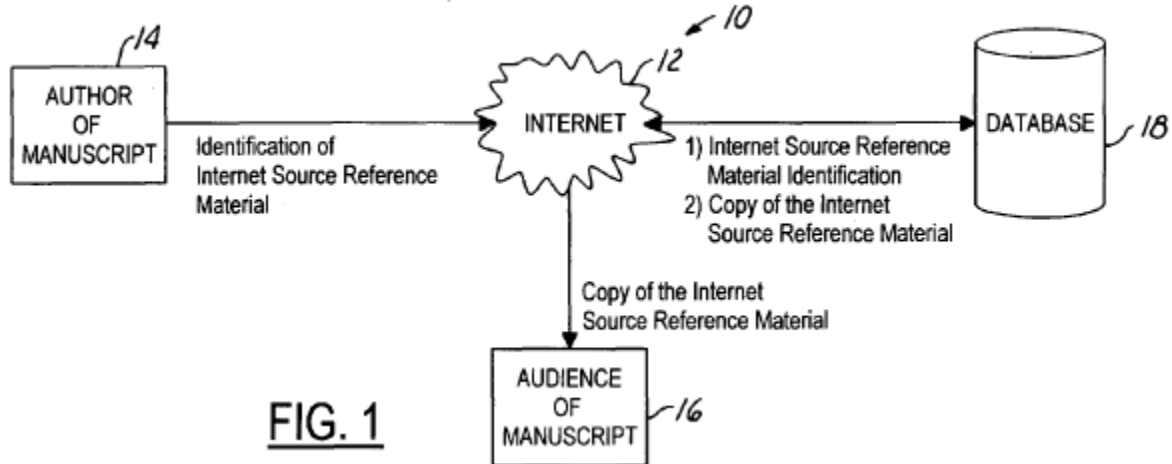 10
14
12
AUTHOR
OF
MANUSCRIPT
INTERNET
DATABASE
18
Identification of
Internet Source Reference
Material
1) Internet Source Reference
Material Identification
2) Copy of the Internet
Source Reference Material
Copy of the Internet
Source Reference Material
AUDIENCE
OF
MANUSCRIPT
16
FIG. 1